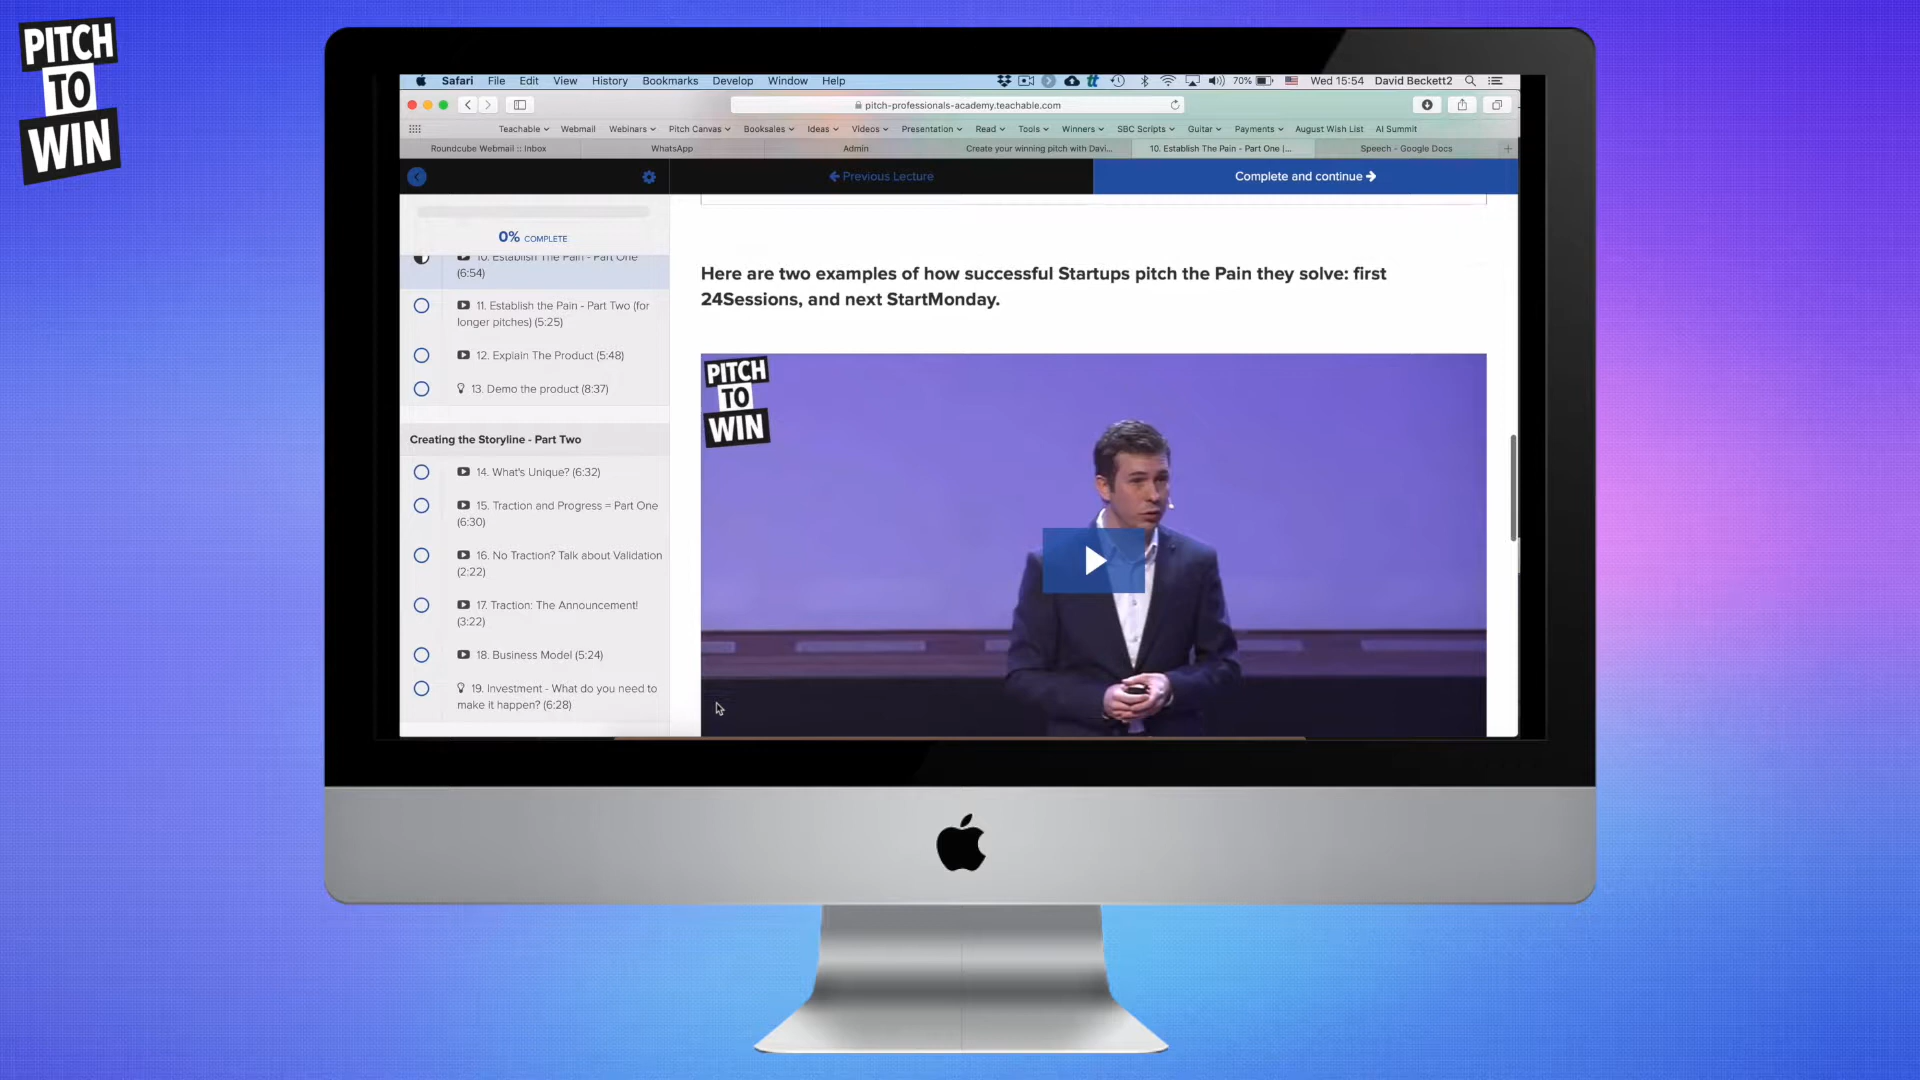 PITCH
TO
WIN
Safari File Edit View History Bookmarks Develop Window Help
70% Wed 15:54 David Beckett2
pitch-professionals-academy.teachable.com
Teachable Webmail Webinars Pitch Canvas Booksales Ideas Videos Presentation Read Tools Winners SBC Scripts Guitar Payments August Wish List AI Summit
Roundcube Webmail :: Inbox WhatsApp Admin Create your winning pitch with Davi... 10. Establish The Pain - Part One |... Speech - Google Docs
Previous Lecture
Complete and continue
0% COMPLETE
10. Establish The Pain - Part One
(6:54)
11. Establish the Pain - Part Two (for
longer pitches) (5:25)
12. Explain The Product (5:48)
13. Demo the product (8:37)
Creating the Storyline - Part Two
14. What's Unique? (6:32)
15. Traction and Progress = Part One
(6:30)
16. No Traction? Talk about Validation
(2:22)
17. Traction: The Announcement!
(3:22)
18. Business Model (5:24)
19. Investment - What do you need to
make it happen? (6:28)
Here are two examples of how successful Startups pitch the Pain they solve: first
24Sessions, and next StartMonday.
PITCH
TO
WIN